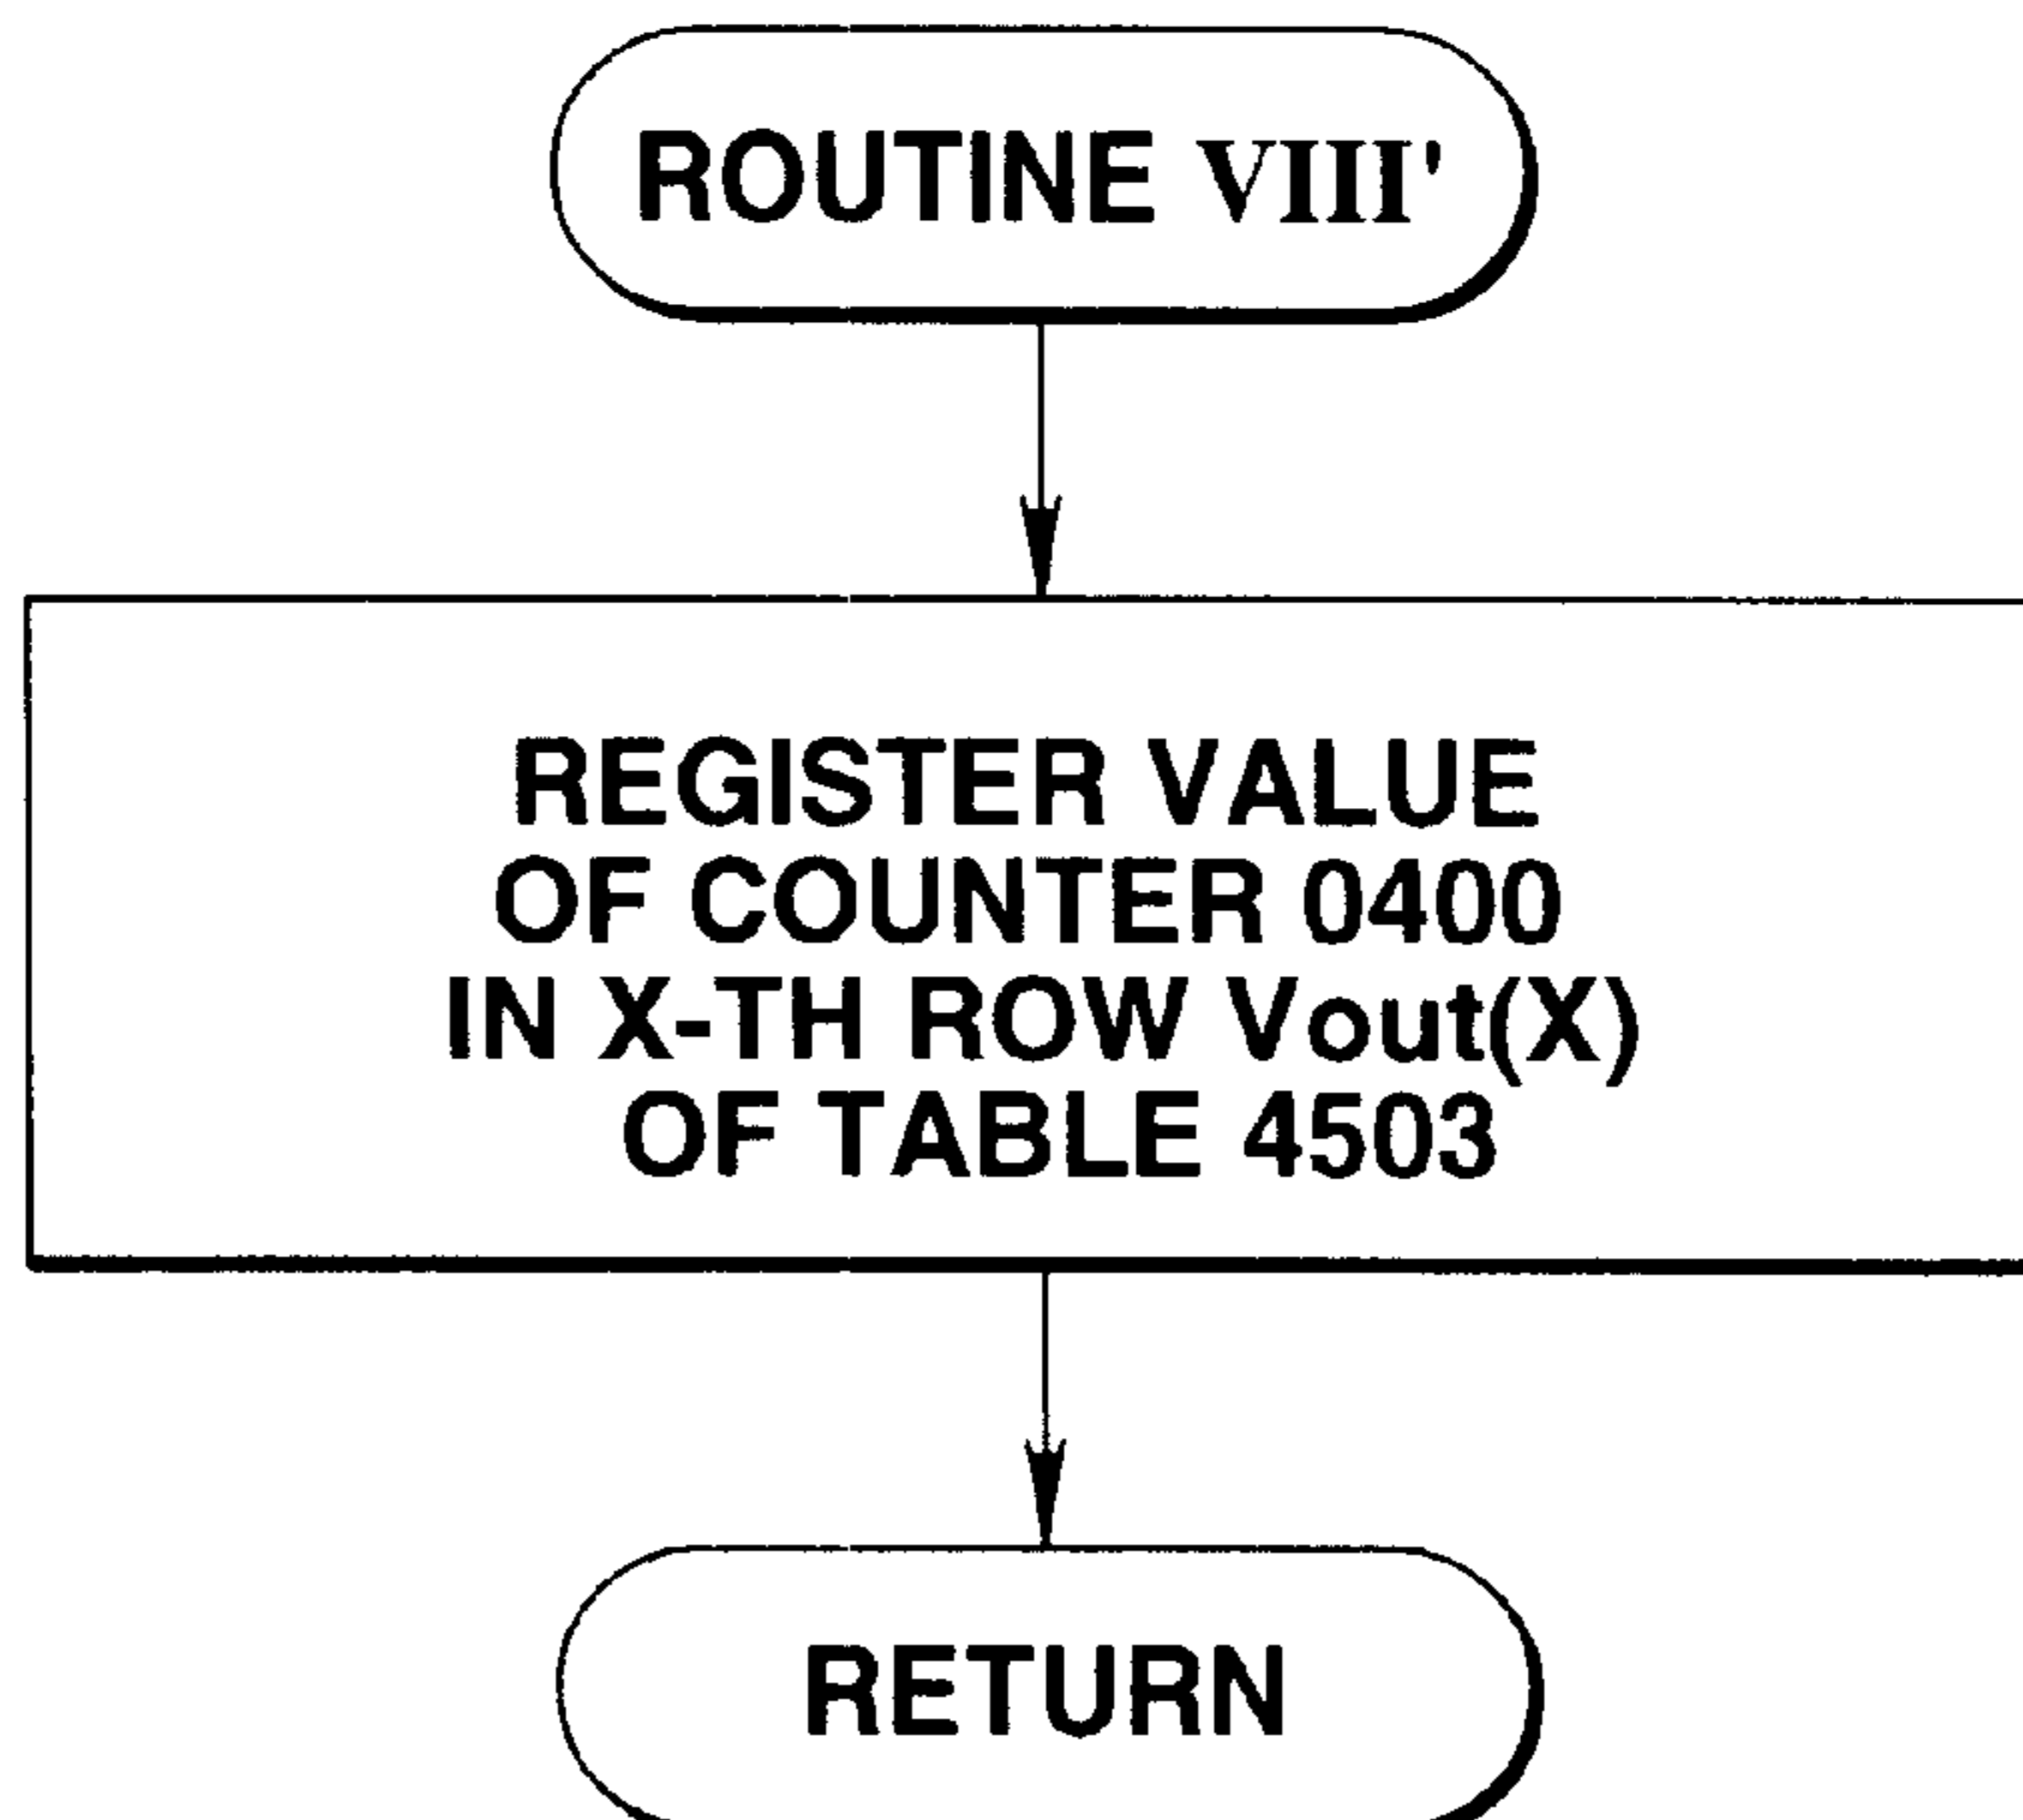 ROUTINE VIII'
REGISTER VALUE
OF COUNTER 0400
IN X-TH ROW Vout(X)
OF TABLE 4503
RETURN